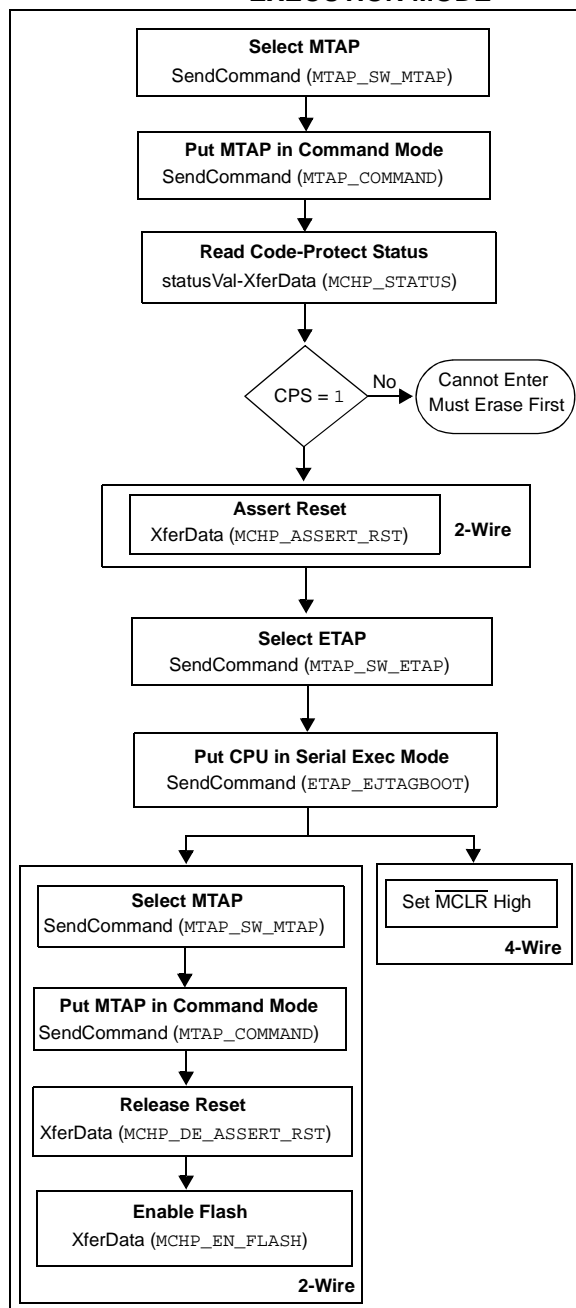 EXECUTION MODE
Select MTAP
SendCommand (MTAP_SW_MTAP)
Put MTAP in Command Mode
SendCommand (MTAP_COMMAND)
Read Code-Protect Status
statusVal-XferData (MCHP_STATUS)
CPS = 1
No
Cannot Enter
Must Erase First
Assert Reset
XferData (MCHP_ASSERT_RST)
2-Wire
Select ETAP
SendCommand (MTAP_SW_ETAP)
Put CPU in Serial Exec Mode
SendCommand (ETAP_EJTAGBOOT)
Select MTAP
SendCommand (MTAP_SW_MTAP)
Put MTAP in Command Mode
SendCommand (MTAP_COMMAND)
Release Reset
XferData (MCHP_DE_ASSERT_RST)
Enable Flash
XferData (MCHP_EN_FLASH)
2-Wire
Set MCLR High
4-Wire